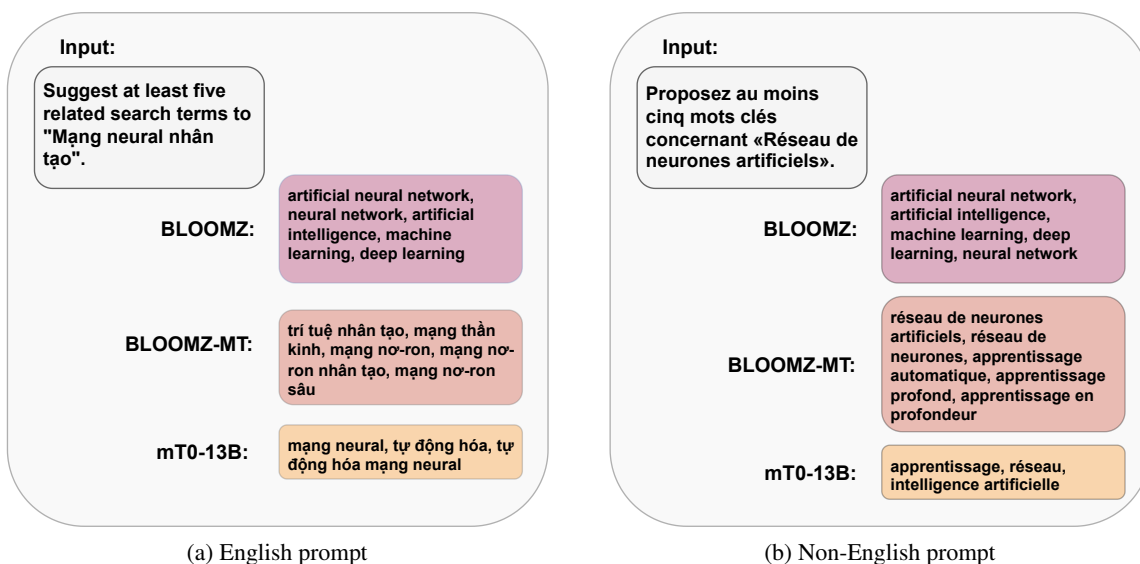 Input:
Suggest at least five
related search terms to
"Mạng neural nhân
tạo".
BLOOMZ:
artificial neural network,
neural network, artificial
intelligence, machine
learning, deep learning
BLOOMZ-MT:
trí tuệ nhân tạo, mạng thần
kinh, mạng nơ-ron, mạng nơ-
ron nhân tạo, mạng nơ-ron
sâu
mT0-13B:
mạng neural, tự động hóa, tự
động hóa mạng neural
(a) English prompt
Input:
Proposez au moins
cinq mots clés
concernant «Réseau de
neurones artificiels».
BLOOMZ:
artificial neural network,
artificial intelligence,
machine learning, deep
learning, neural network
BLOOMZ-MT:
réseau de neurones
artificiels, réseau de
neurones, apprentissage
automatique, apprentissage
profond, apprentissage en
profondeur
mT0-13B:
apprentissage, réseau,
intelligence artificielle
(b) Non-English prompt